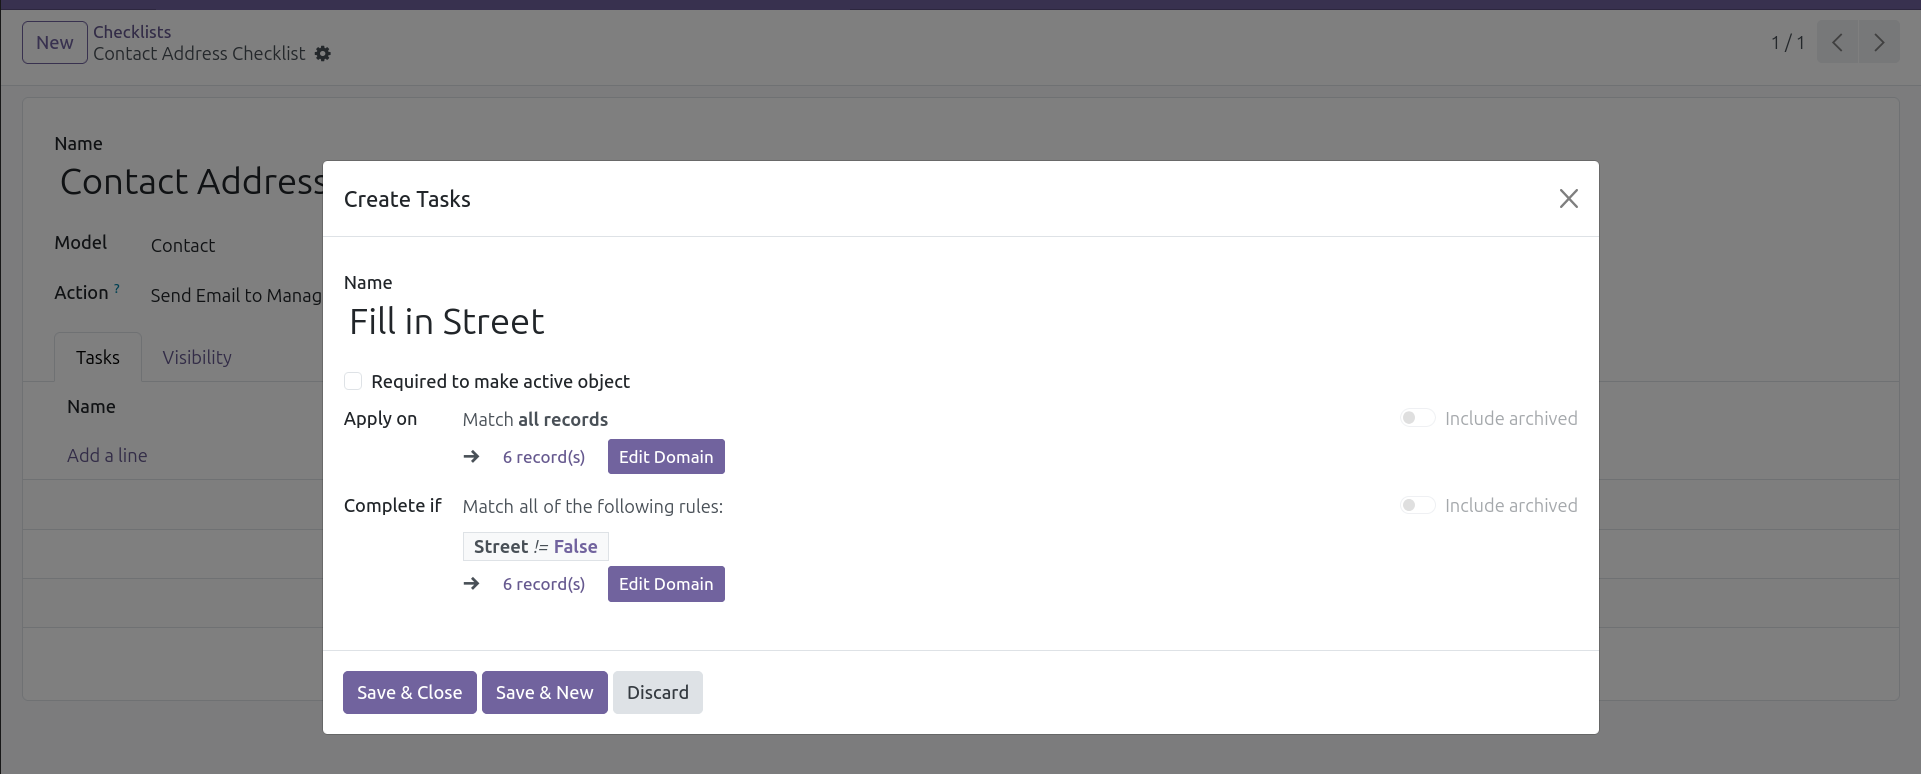 New
Checklists
Contact Address Checklist
1 / 1
Name
Contact Address
Model Contact
Action ? Send Email to Manag
Tasks Visibility
Name
Add a line
Create Tasks
Name
Fill in Street
Required to make active object
Apply on Match all records Include archived
→ 6 record(s) Edit Domain
Complete if Match all of the following rules: Include archived
Street != False
→ 6 record(s) Edit Domain
Save & Close Save & New Discard